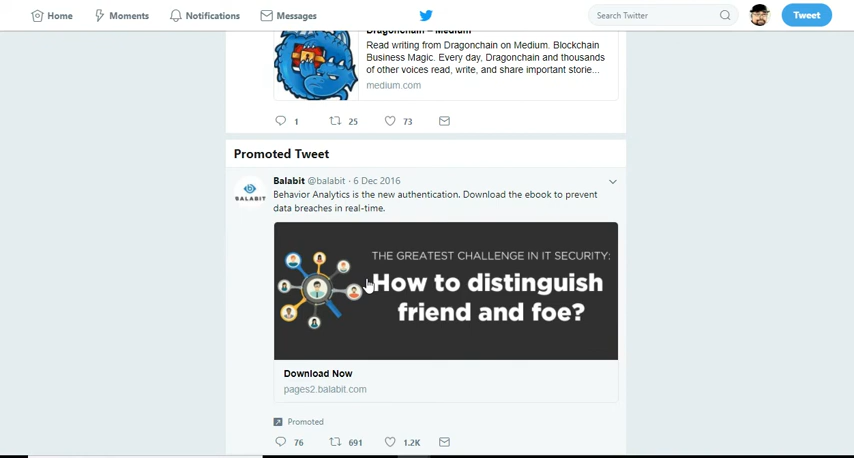 Home Moments Notifications Messages Search Twitter Tweet
Dragonchain – Medium
Read writing from Dragonchain on Medium. Blockchain
Business Magic. Every day, Dragonchain and thousands
of other voices read, write, and share important storie...
medium.com
1 25 73
Promoted Tweet
Balabit @balabit · 6 Dec 2016
BALABIT
Behavior Analytics is the new authentication. Download the ebook to prevent
data breaches in real-time.
THE GREATEST CHALLENGE IN IT SECURITY:
How to distinguish
friend and foe?
Download Now
pages2.balabit.com
Promoted
76 691 1.2K